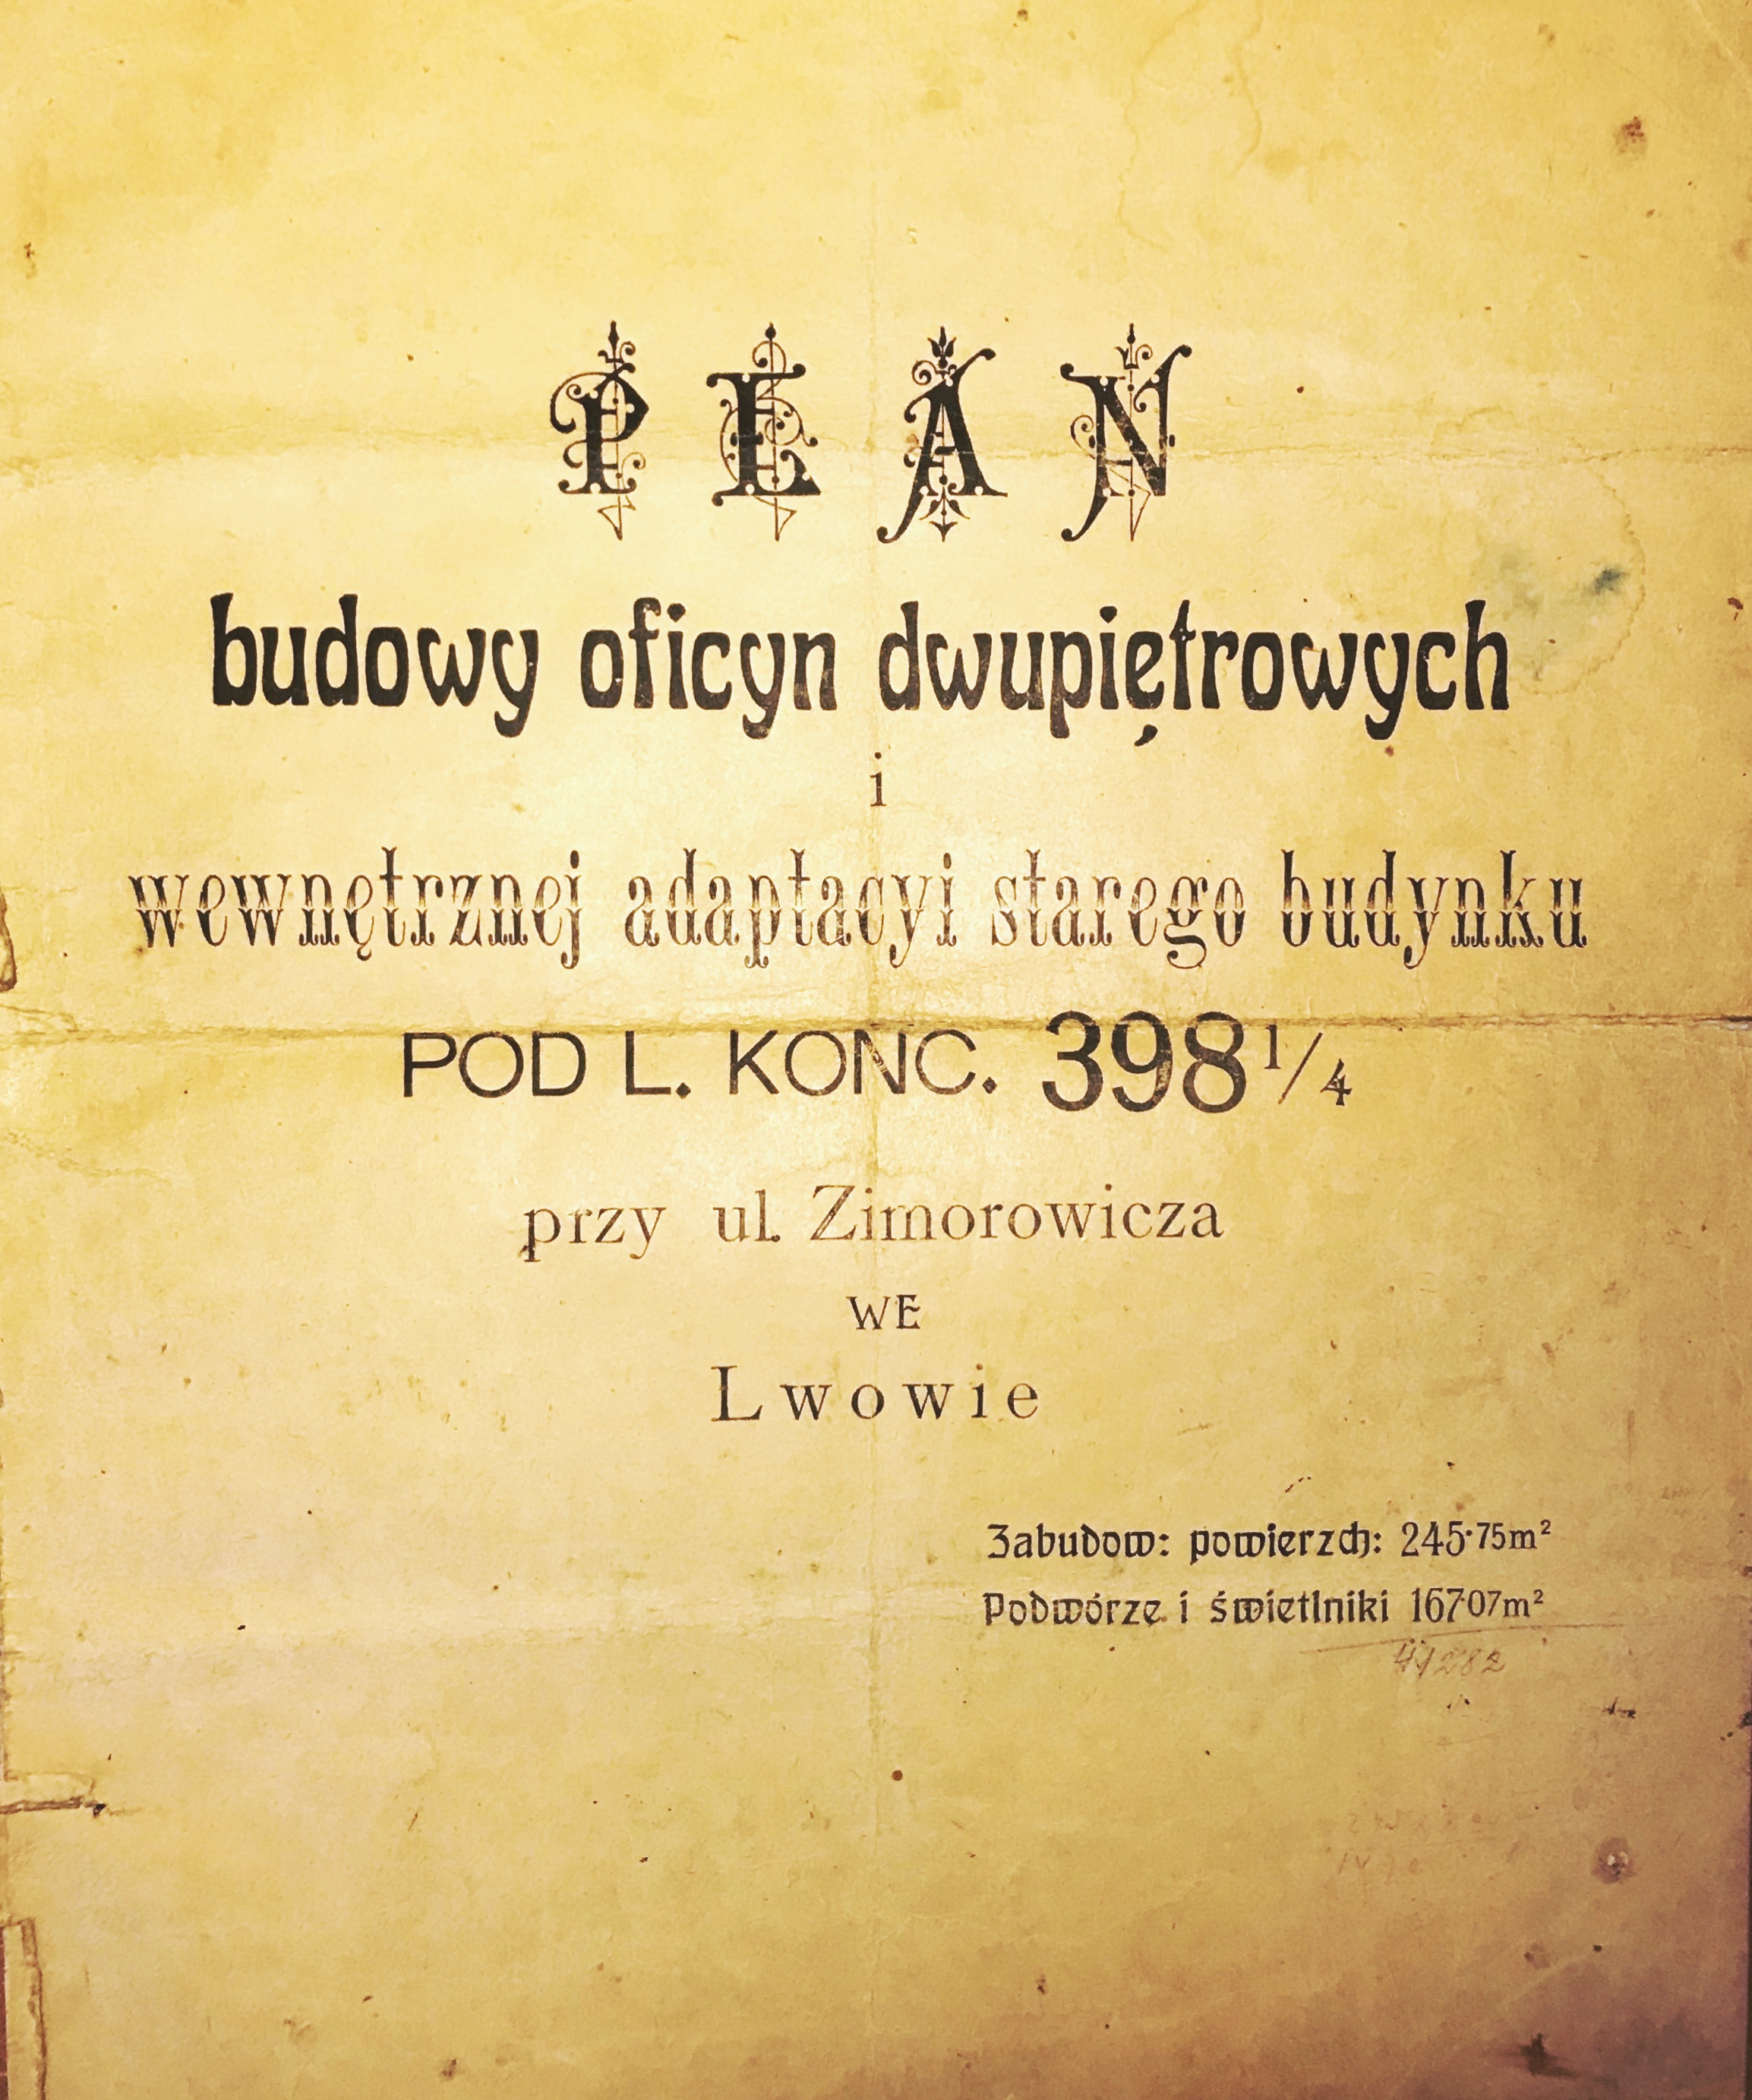 PLAN
budowy oficyn dwupiętrowych
i
wewnętrznej adaptacyi starego budynku
POD L. KONC. 398 1/4
przy ul. Zimorowicza
WE
Lwowie
Zabudow: powierzch: 245·75m²
Podwórze i świetlniki 167·07m²
41282